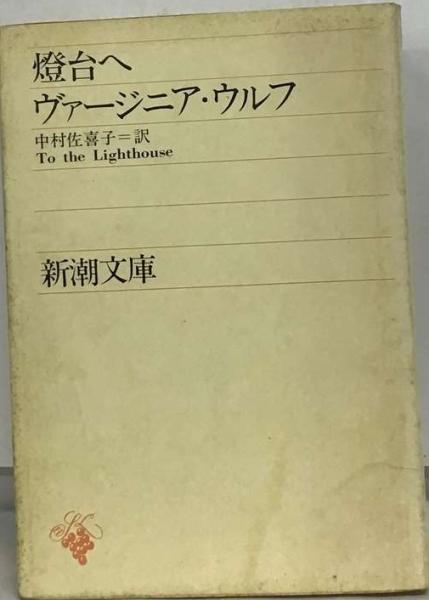 燈台へ
ヴァージニア・ウルフ
中村佐喜子＝訳
To the Lighthouse
新潮文庫